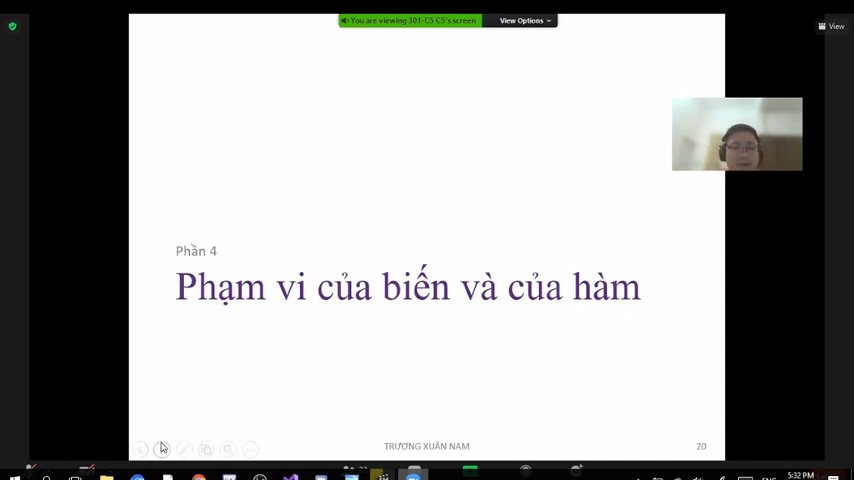 You are viewing 301-C5 C5's screen
View Options
View
Phần 4
Phạm vi của biến và của hàm
TRƯƠNG XUÂN NAM
20
5:32 PM